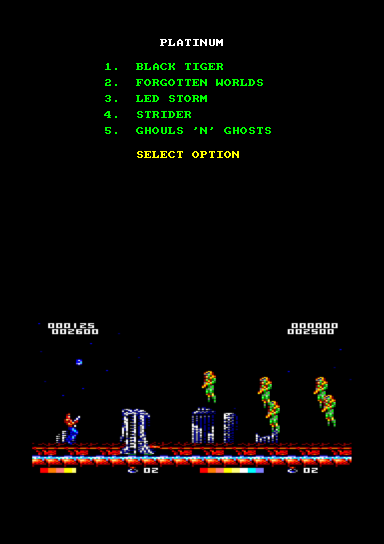 PLATINUM
1. BLACK TIGER
2. FORGOTTEN WORLDS
3. LED STORM
4. STRIDER
5. GHOULS 'N' GHOSTS
SELECT OPTION
000125 000000
002600 002500
02 02